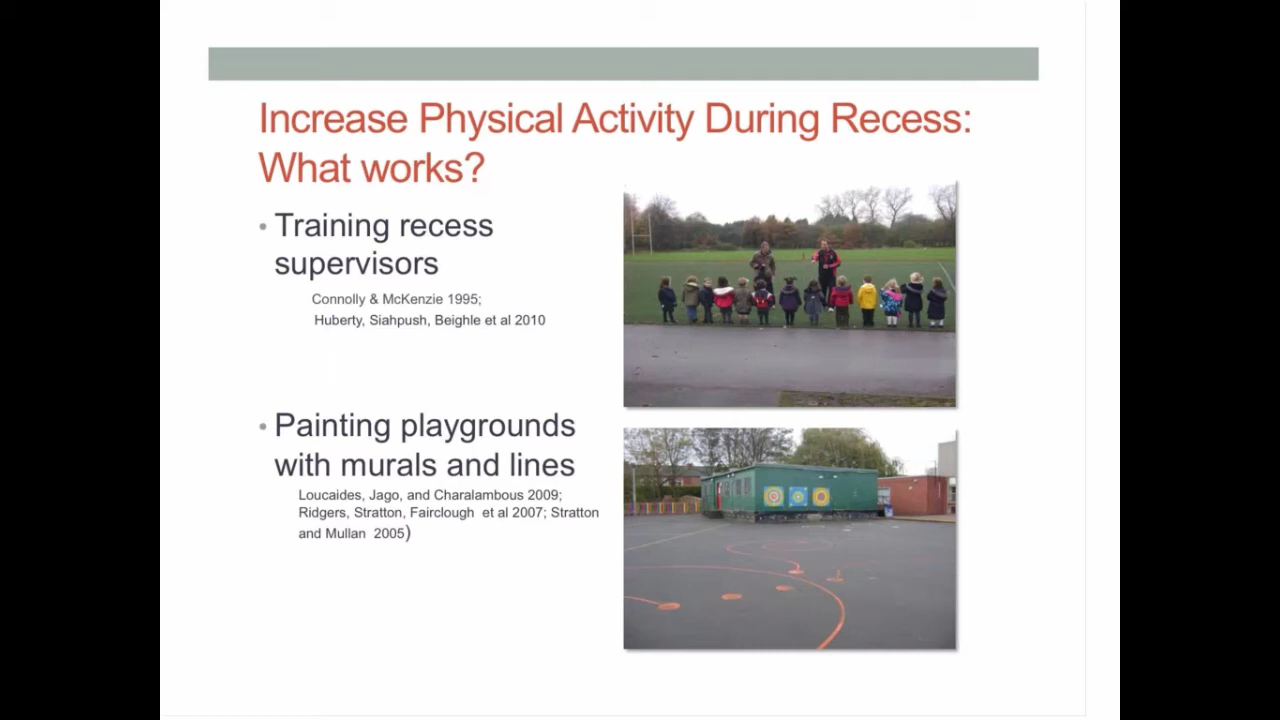 Increase Physical Activity During Recess:
What works?
• Training recess
supervisors
Connolly & McKenzie 1995;
Huberty, Siahpush, Beighle et al 2010
• Painting playgrounds
with murals and lines
Loucaides, Jago, and Charalambous 2009;
Ridgers, Stratton, Fairclough et al 2007; Stratton
and Mullan 2005)